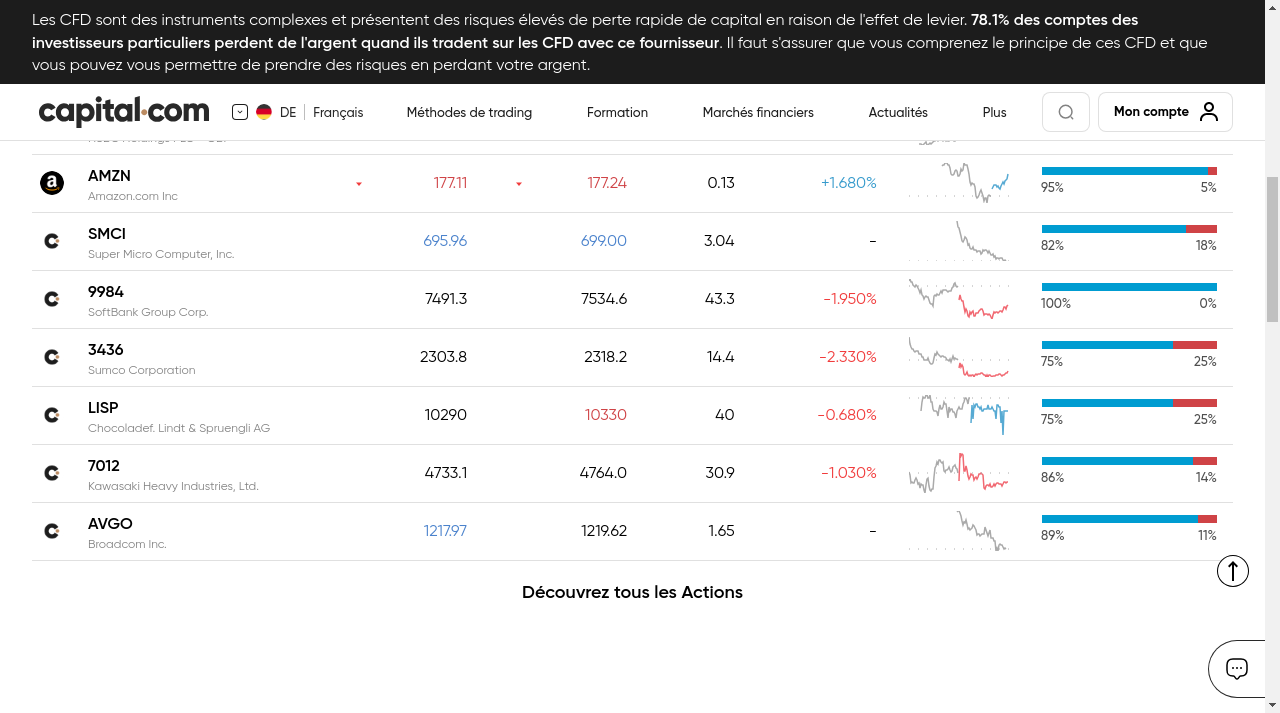 Les CFD sont des instruments complexes et présentent des risques élevés de perte rapide de capital en raison de l'effet de levier. 78.1% des comptes des
investisseurs particuliers perdent de l'argent quand ils tradent sur les CFD avec ce fournisseur. Il faut s'assurer que vous comprenez le principe de ces CFD et que
vous pouvez vous permettre de prendre des risques en perdant votre argent.
capital.com DE Français Méthodes de trading Formation Marchés financiers Actualités Plus Mon compte
AMZN 177.11 177.24 0.13 +1.680%
Amazon.com Inc 95% 5%
SMCI 695.96 699.00 3.04 -
Super Micro Computer, Inc. 82% 18%
9984 7491.3 7534.6 43.3 -1.950%
SoftBank Group Corp. 100% 0%
3436 2303.8 2318.2 14.4 -2.330%
Sumco Corporation 75% 25%
LISP 10290 10330 40 -0.680%
Chocoladef. Lindt & Spruengli AG 75% 25%
7012 4733.1 4764.0 30.9 -1.030%
Kawasaki Heavy Industries, Ltd. 86% 14%
AVGO 1217.97 1219.62 1.65 -
Broadcom Inc. 89% 11%
Découvrez tous les Actions